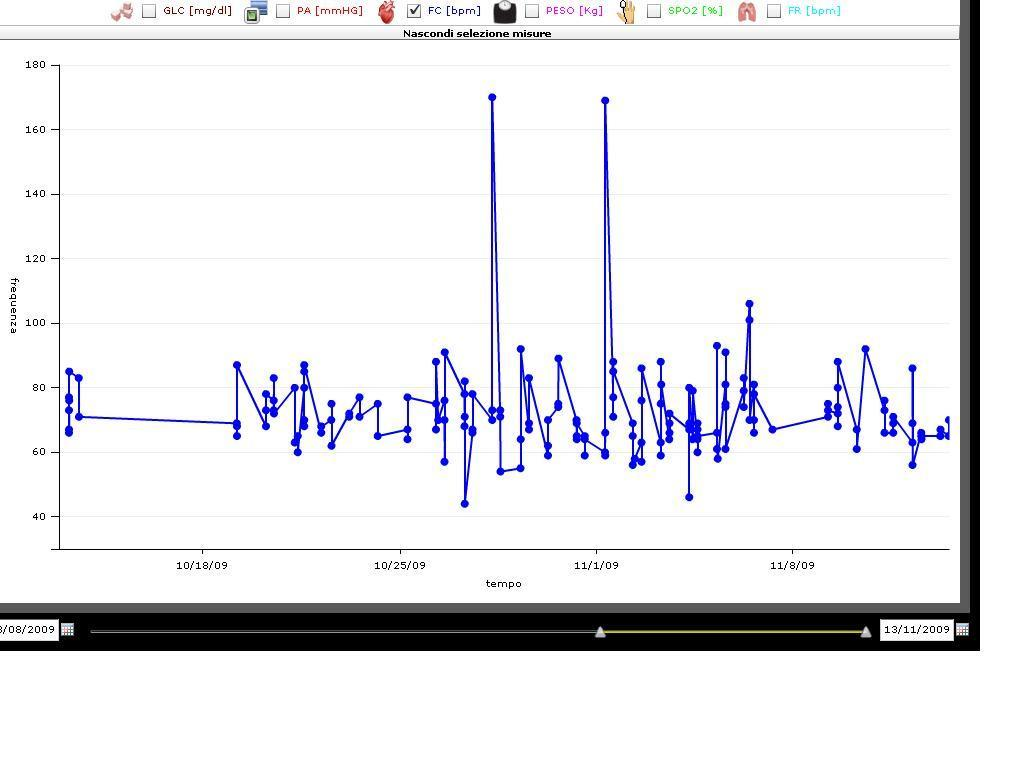 GLC [mg/dl] PA [mmHG] FC [bpm] PESO [Kg] SPO2 [%] FR [bpm]
Nascondi selezione misure
180
160
140
120
100
80
60
40
frequenza
10/18/09 10/25/09 11/1/09 11/8/09
tempo
/08/2009 13/11/2009